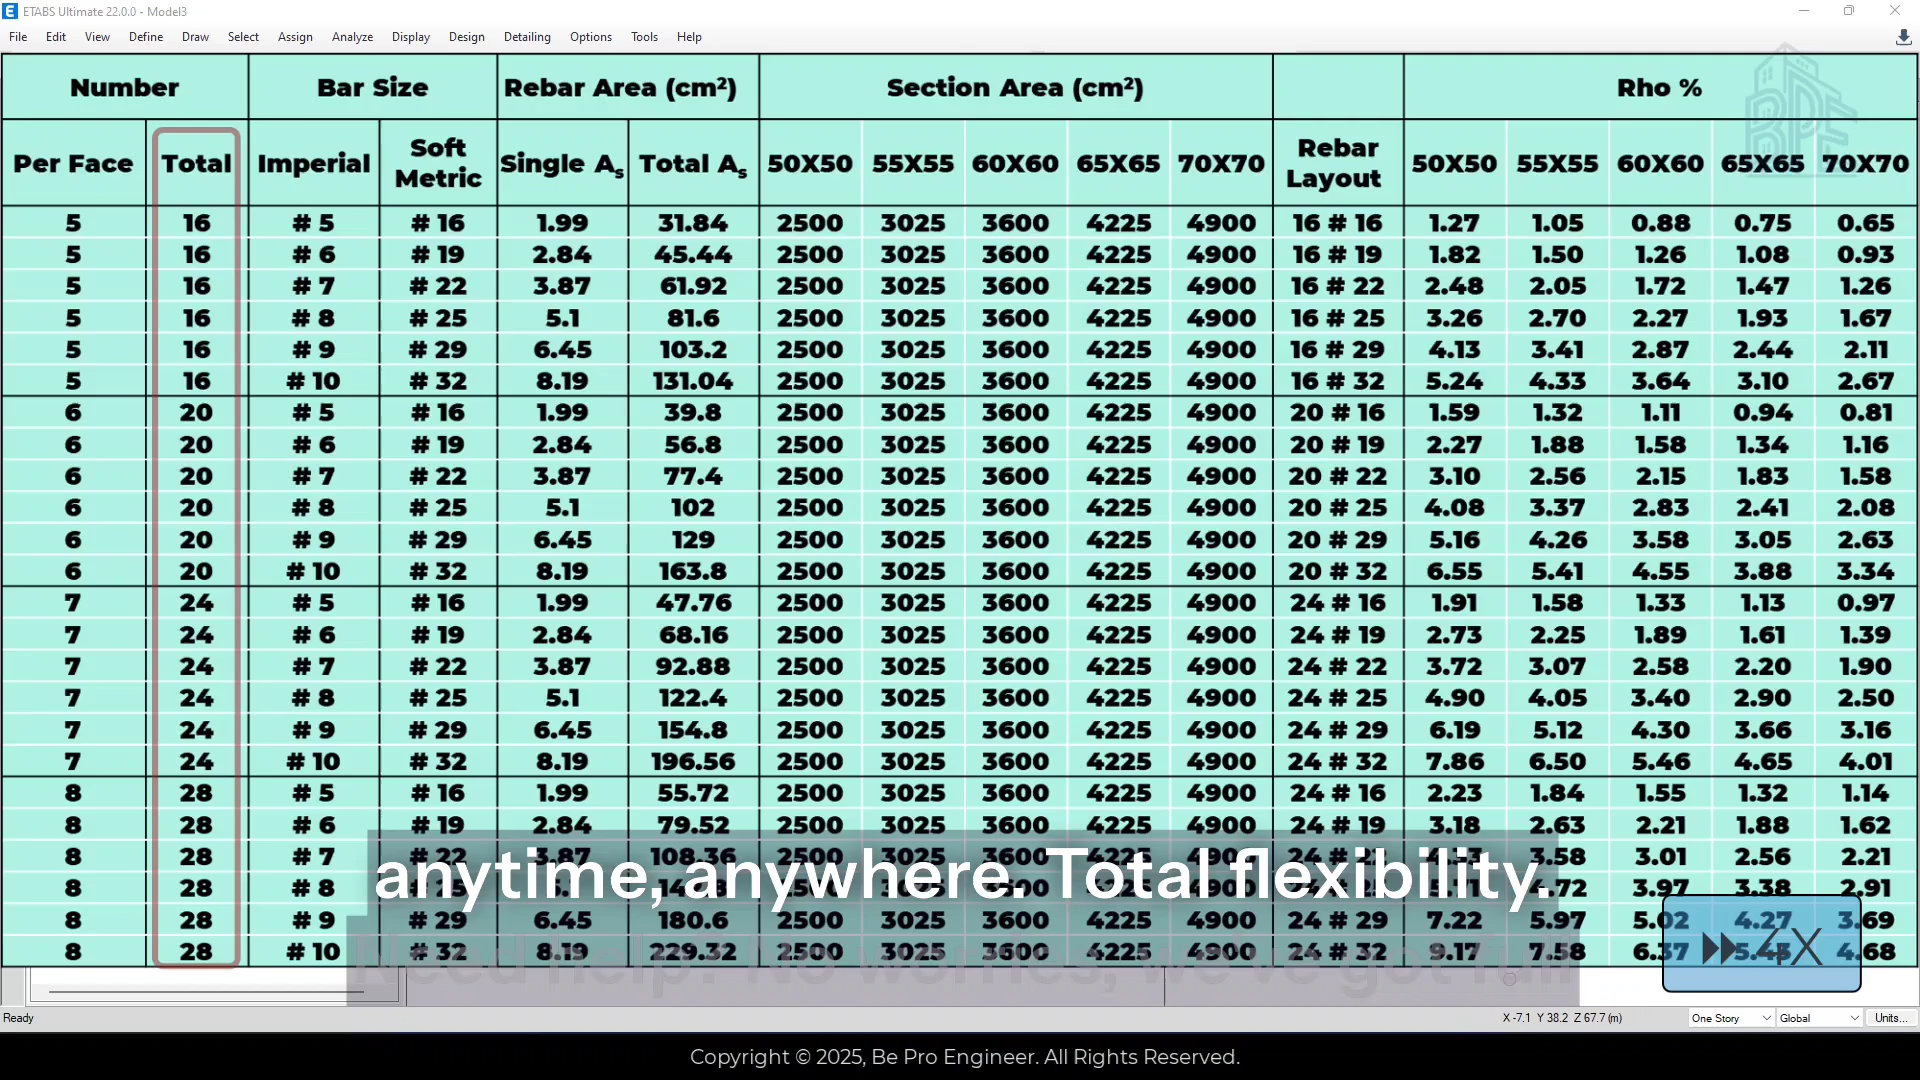 ETABS Ultimate 22.0.0 - Model3
File Edit View Define Draw Select Assign Analyze Display Design Detailing Options Tools Help
Number Bar Size Rebar Area (cm²) Section Area (cm²) Rho %
Per Face Total Imperial Soft Metric Single As Total As 50X50 55X55 60X60 65X65 70X70 Rebar Layout 50X50 55X55 60X60 65X65 70X70
5 16 # 5 # 16 1.99 31.84 2500 3025 3600 4225 4900 16 # 16 1.27 1.05 0.88 0.75 0.65
5 16 # 6 # 19 2.84 45.44 2500 3025 3600 4225 4900 16 # 19 1.82 1.50 1.26 1.08 0.93
5 16 # 7 # 22 3.87 61.92 2500 3025 3600 4225 4900 16 # 22 2.48 2.05 1.72 1.47 1.26
5 16 # 8 # 25 5.1 81.6 2500 3025 3600 4225 4900 16 # 25 3.26 2.70 2.27 1.93 1.67
5 16 # 9 # 29 6.45 103.2 2500 3025 3600 4225 4900 16 # 29 4.13 3.41 2.87 2.44 2.11
5 16 # 10 # 32 8.19 131.04 2500 3025 3600 4225 4900 16 # 32 5.24 4.33 3.64 3.10 2.67
6 20 # 5 # 16 1.99 39.8 2500 3025 3600 4225 4900 20 # 16 1.59 1.32 1.11 0.94 0.81
6 20 # 6 # 19 2.84 56.8 2500 3025 3600 4225 4900 20 # 19 2.27 1.88 1.58 1.34 1.16
6 20 # 7 # 22 3.87 77.4 2500 3025 3600 4225 4900 20 # 22 3.10 2.56 2.15 1.83 1.58
6 20 # 8 # 25 5.1 102 2500 3025 3600 4225 4900 20 # 25 4.08 3.37 2.83 2.41 2.08
6 20 # 9 # 29 6.45 129 2500 3025 3600 4225 4900 20 # 29 5.16 4.26 3.58 3.05 2.63
6 20 # 10 # 32 8.19 163.8 2500 3025 3600 4225 4900 20 # 32 6.55 5.41 4.55 3.88 3.34
7 24 # 5 # 16 1.99 47.76 2500 3025 3600 4225 4900 24 # 16 1.91 1.58 1.33 1.13 0.97
7 24 # 6 # 19 2.84 68.16 2500 3025 3600 4225 4900 24 # 19 2.73 2.25 1.89 1.61 1.39
7 24 # 7 # 22 3.87 92.88 2500 3025 3600 4225 4900 24 # 22 3.72 3.07 2.58 2.20 1.90
7 24 # 8 # 25 5.1 122.4 2500 3025 3600 4225 4900 24 # 25 4.90 4.05 3.40 2.90 2.50
7 24 # 9 # 29 6.45 154.8 2500 3025 3600 4225 4900 24 # 29 6.19 5.12 4.30 3.66 3.16
7 24 # 10 # 32 8.19 196.56 2500 3025 3600 4225 4900 24 # 32 7.86 6.50 5.46 4.65 4.01
8 28 # 5 # 16 1.99 55.72 2500 3025 3600 4225 4900 24 # 16 2.23 1.84 1.55 1.32 1.14
8 28 # 6 # 19 2.84 79.52 2500 3025 3600 4225 4900 24 # 19 3.18 2.63 2.21 1.88 1.62
8 28 # 7 # 22 3.87 108.36 2500 3025 3600 4225 4900 3.58 3.01 2.56 2.21
8 28 # 8 3.97 3.38 2.91
anytime, anywhere. Total flexibility.
8 28 # 9 # 29 6.45 180.6 2500 3025 3600 4225 4900 24 # 29 7.22 5.97 5.02 4.27 3.69
8 28 # 10 # 32 8.19 229.32 2500 3025 3600 4225 4900 24 # 32 9.17 7.58 6.37 5.43 4.68
4X
Need help? No worries, we've got full
Ready X -7.1 Y 38.2 Z 67.7 (m) One Story Global Units...
Copyright © 2025, Be Pro Engineer. All Rights Reserved.